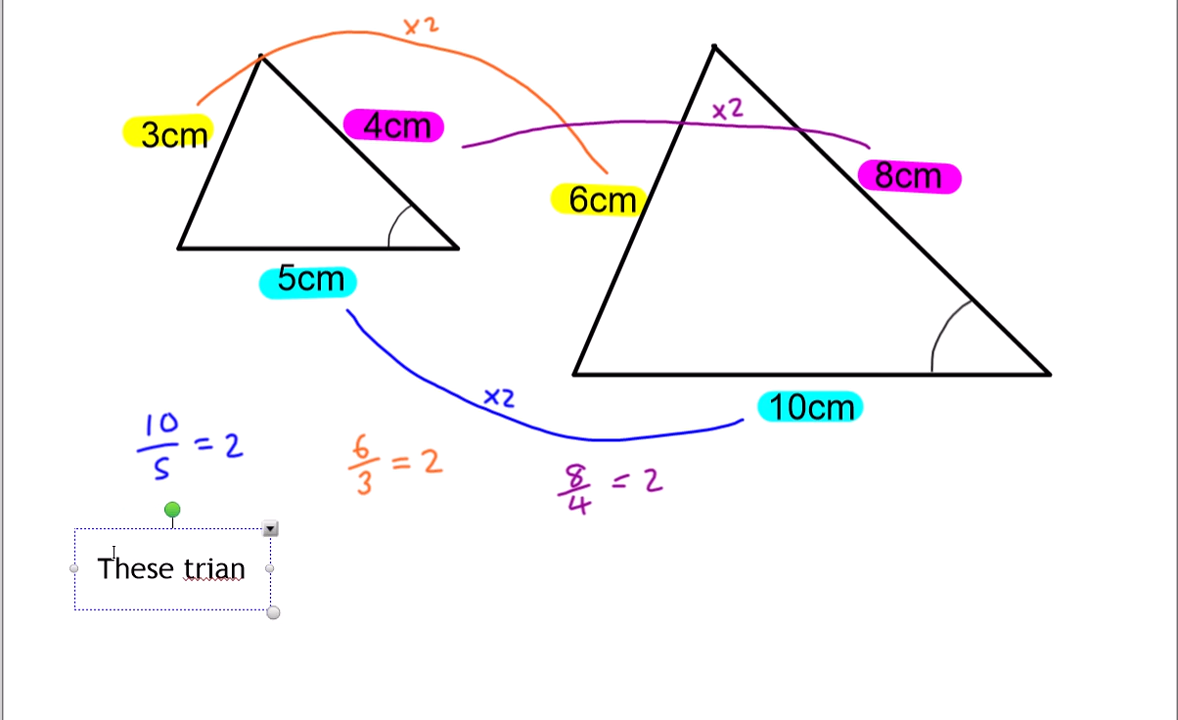 x2
3cm
4cm
x2
8cm
6cm
5cm
x2
10cm
10/5 = 2
6/3 = 2
8/4 = 2
These trian